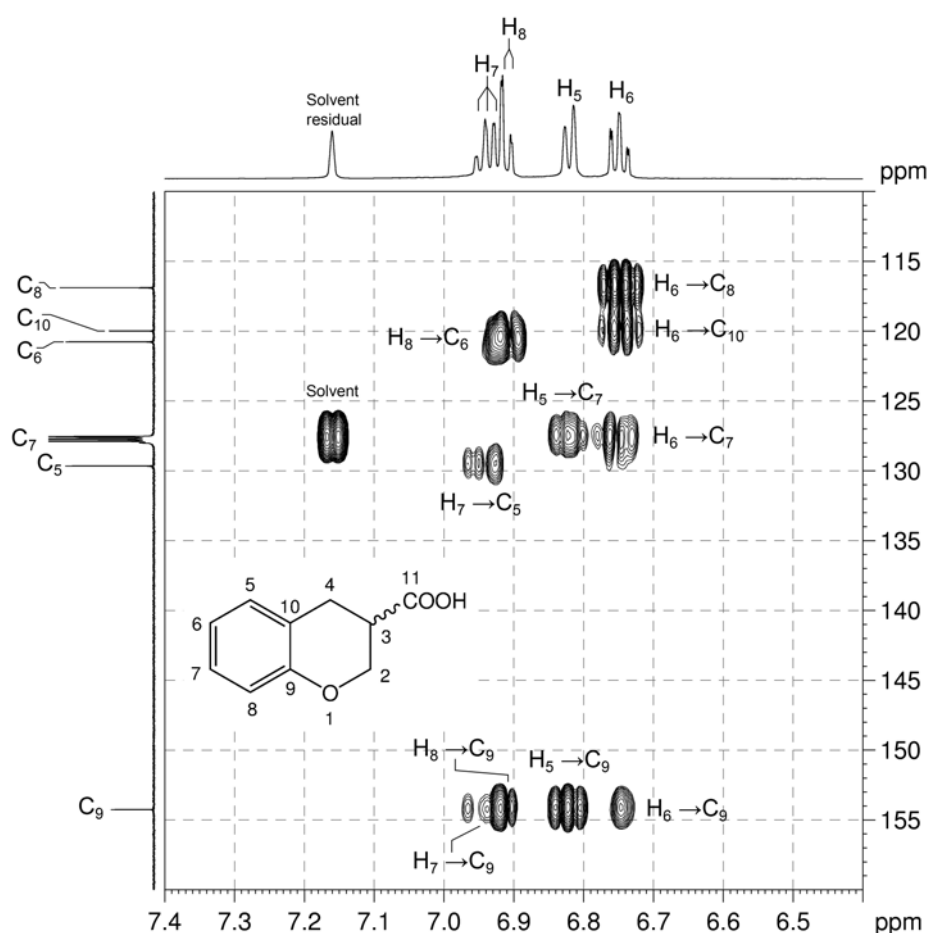 H₈
H₇
Solvent
residual
H₅
H₆
ppm
ppm
C₈
C₁₀
C₆
C₇
C₅
C₉
115
120
125
130
135
140
145
150
155
H₆ →C₈
H₈ →C₆
H₆ →C₁₀
Solvent
H₅ →C₇
H₆ →C₇
H₇ →C₅
11
5
4
COOH
10
6
3
7
2
9
8
O
1
H₈ →C₉
H₅ →C₉
H₆ →C₉
H₇ →C₉
7.4 7.3 7.2 7.1 7.0 6.9 6.8 6.7 6.6 6.5 ppm